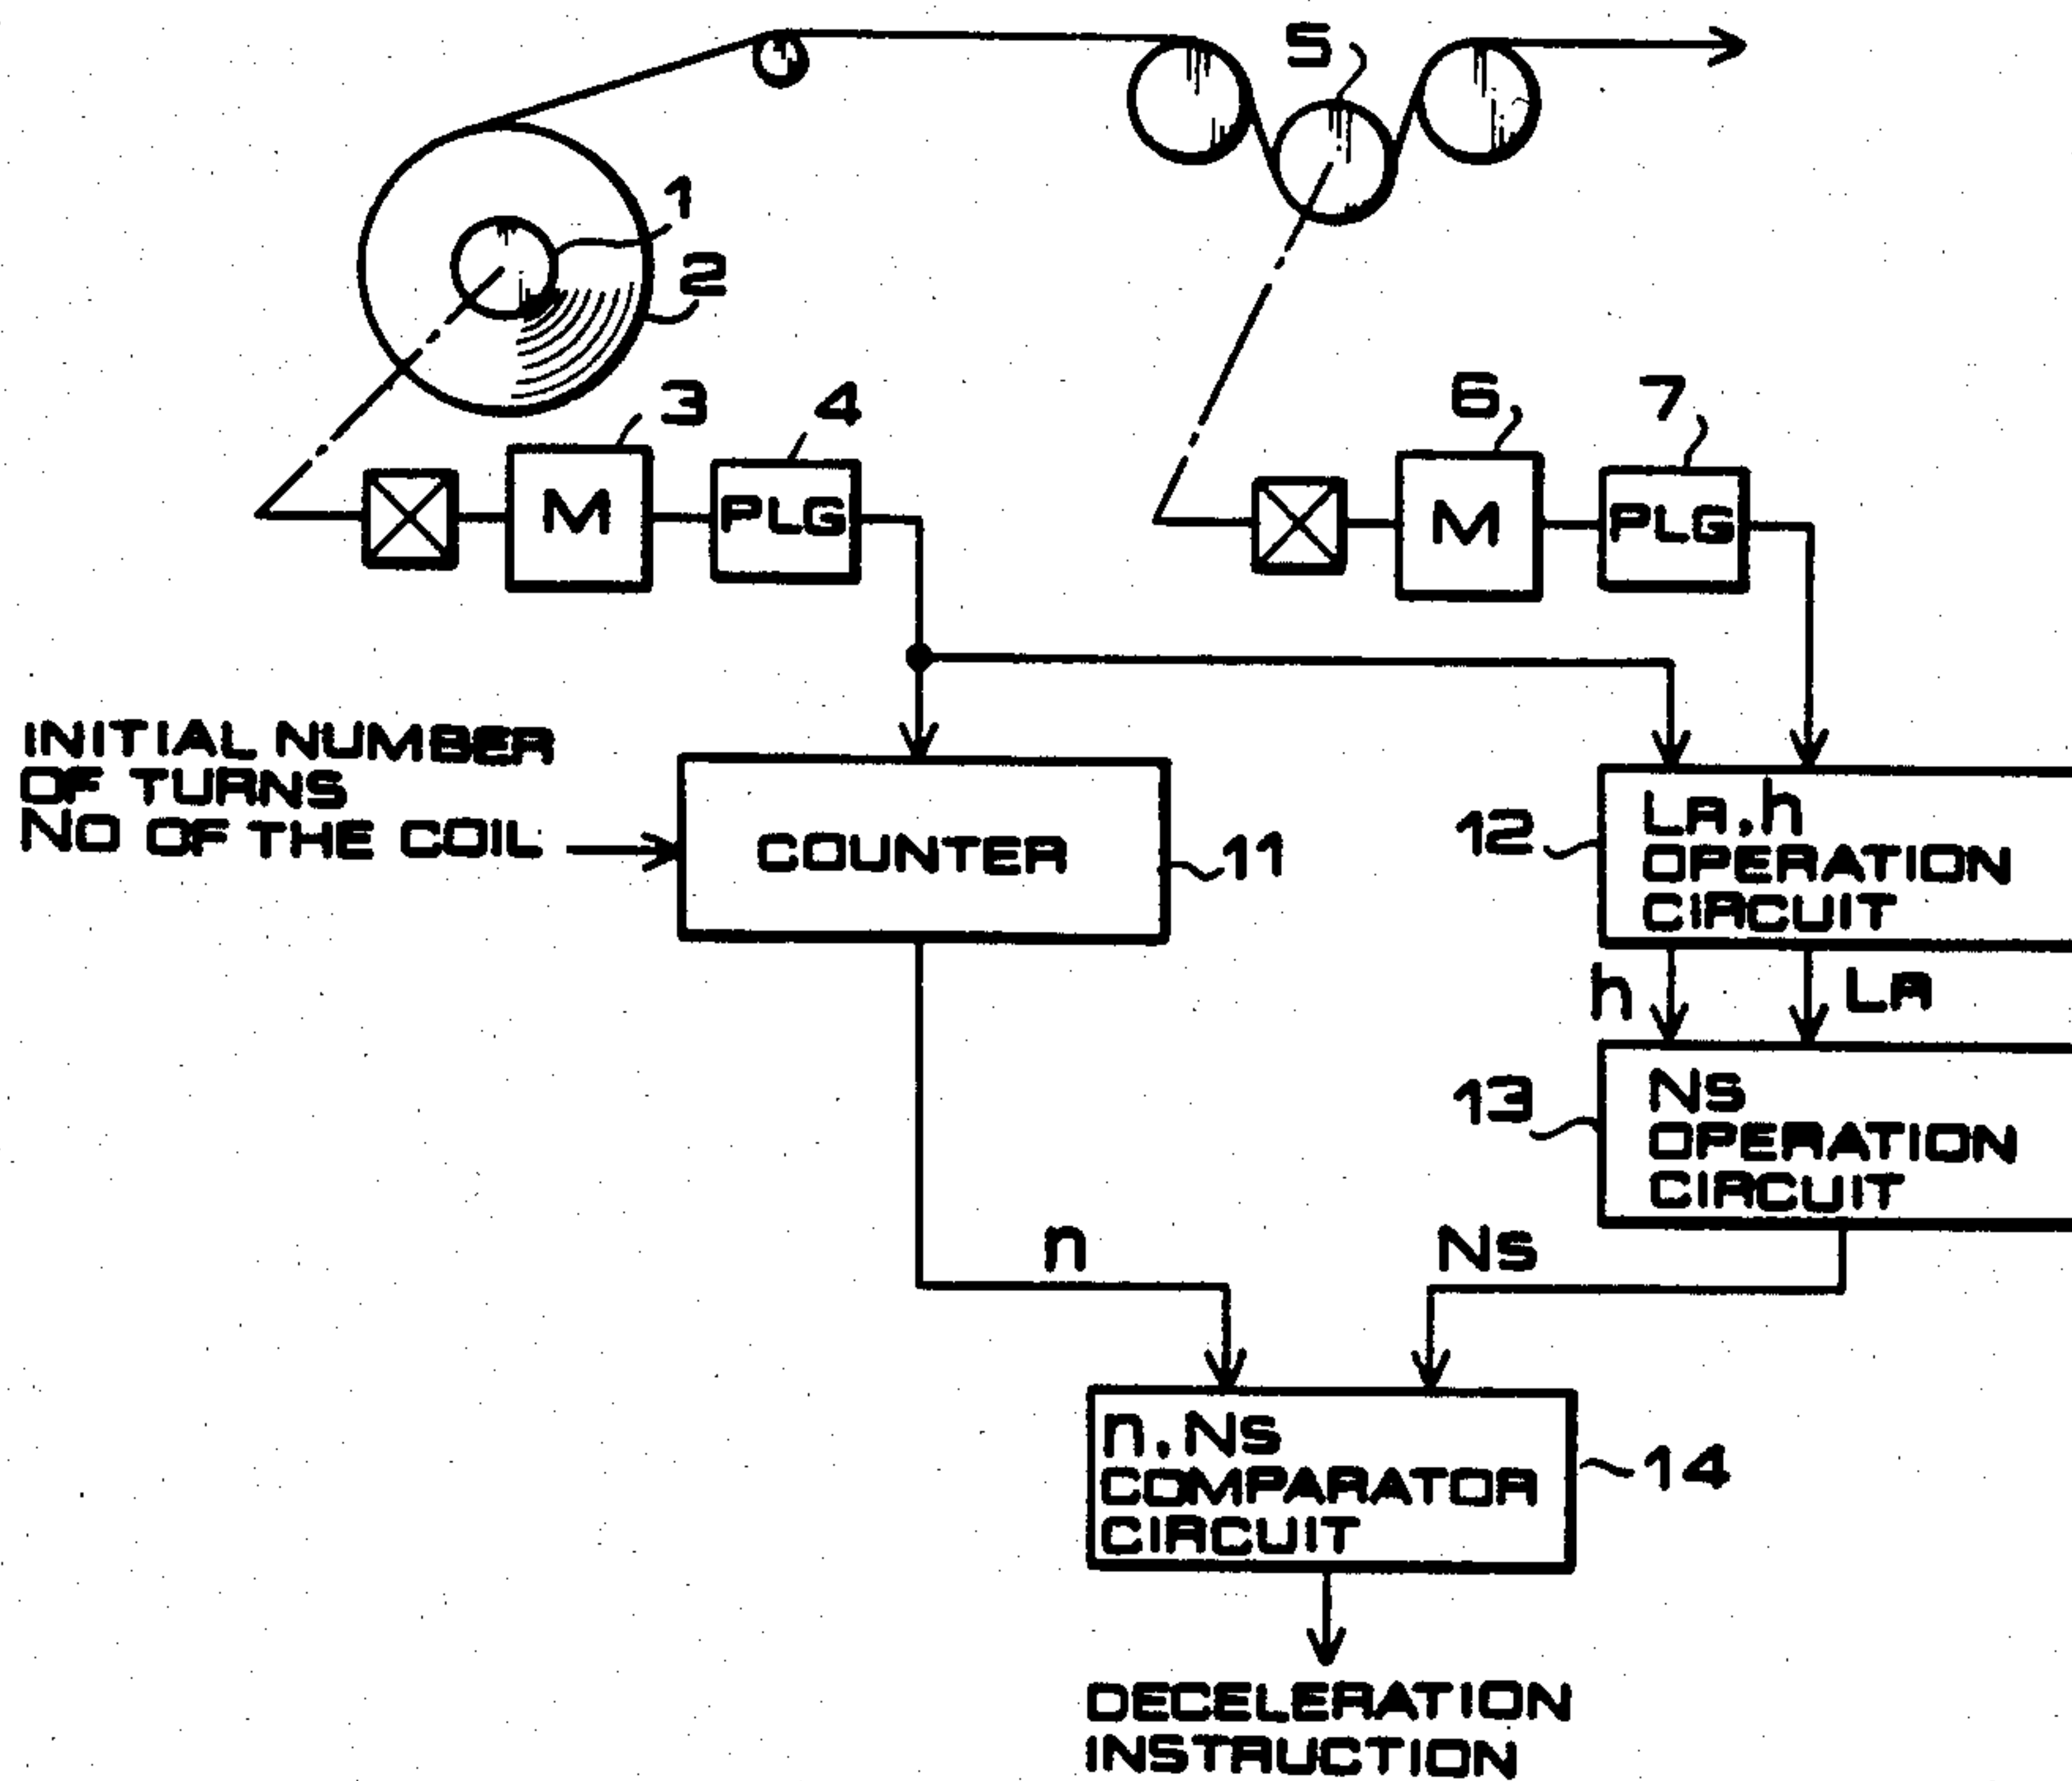 5
1
2
3
4
6
7
M
PLG
M
PLG
INITIAL NUMBER
OF TURNS
NO OF THE COIL
COUNTER
11
12
LA, h
OPERATION
CIRCUIT
h
LA
13
NS
OPERATION
CIRCUIT
n
NS
n, NS
COMPARATOR
CIRCUIT
14
DECELERATION
INSTRUCTION